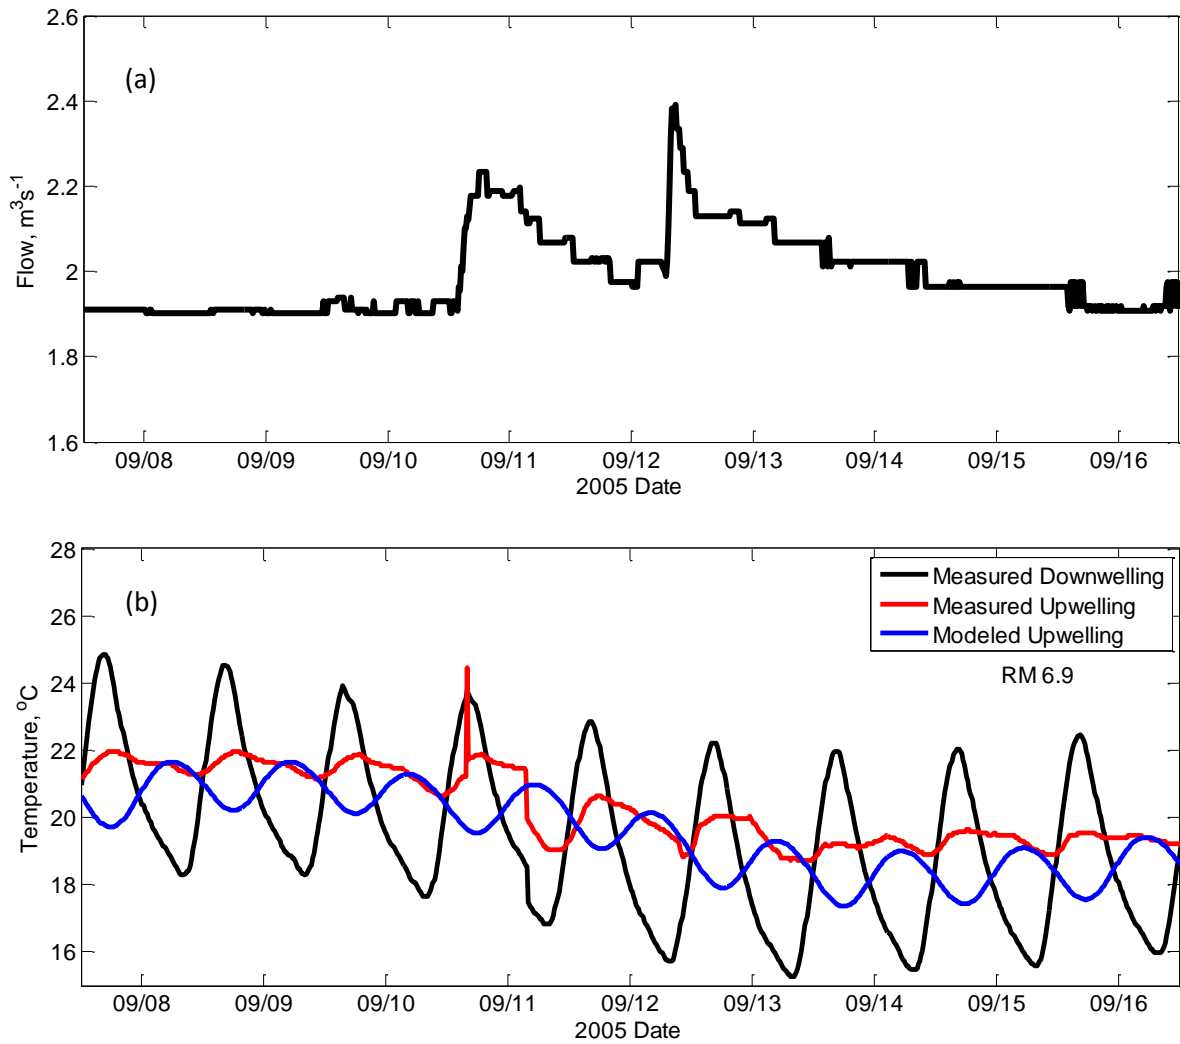 2.6
(a)
2.4
2.2
2
1.8
1.6
Flow, m³s⁻¹
09/08 09/09 09/10 09/11 09/12 09/13 09/14 09/15 09/16
2005 Date
28
(b)
Measured Downwelling
Measured Upwelling
Modeled Upwelling
RM 6.9
26
24
22
20
18
16
Temperature, ºC
09/08 09/09 09/10 09/11 09/12 09/13 09/14 09/15 09/16
2005 Date